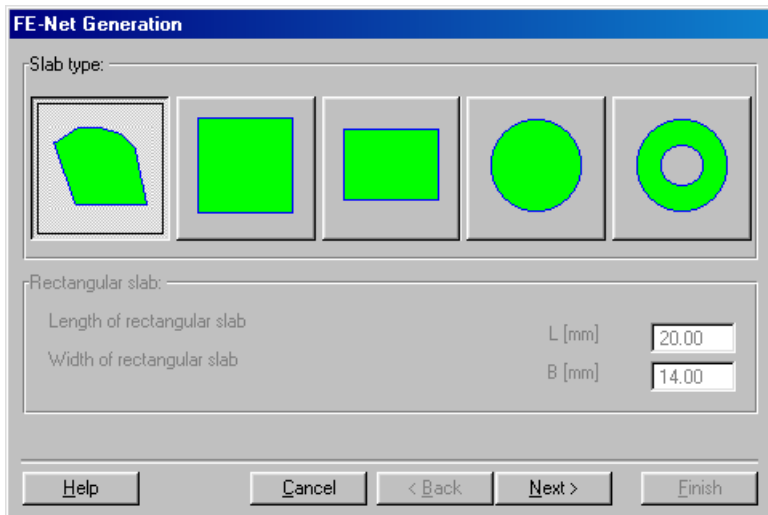 FE-Net Generation
Slab type:
Rectangular slab:
Length of rectangular slab
L [mm]
20.00
Width of rectangular slab
B [mm]
14.00
Help
Cancel
< Back
Next >
Finish